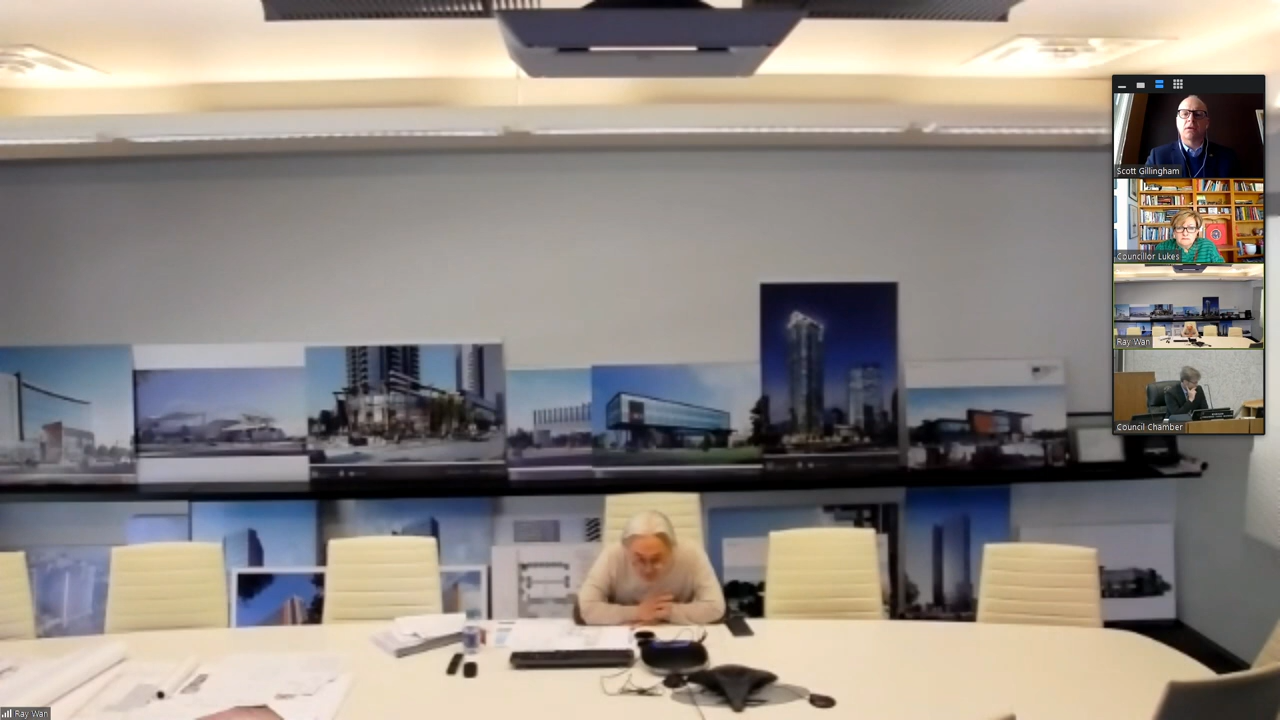 Scott Gillingham
Councillor Lukes
Ray Wan
Council Chamber
Ray Wan